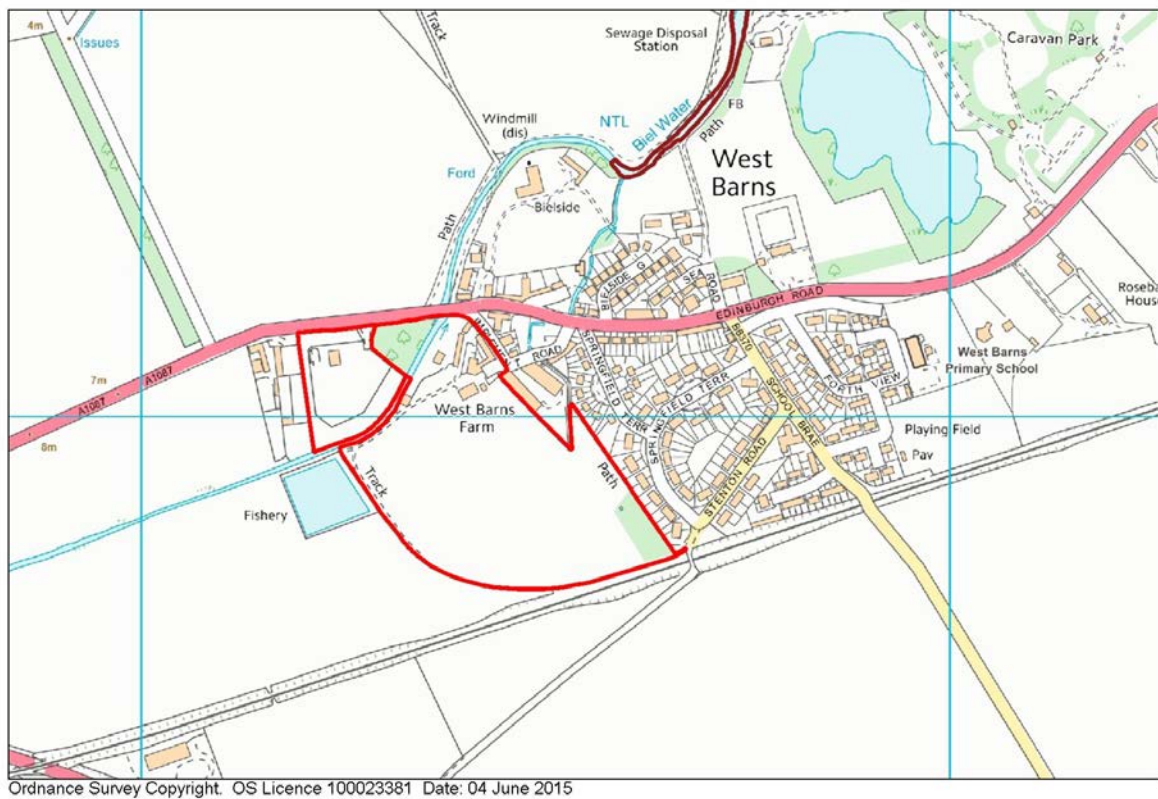 4m
Issues
Track
Sewage Disposal
Station
Caravan Park
Windmill
(dis)
NTL
Biel Water
FB
Path
West
Barns
Ford
Path
Bielside
BIELSIDE G
SEA
ROAD
EDINBURGH ROAD
Roseba
House
A1087
B6370
7m
ROAD
SPRINGFIELD TERR
SPRINGFIELD TERR
SCHOOL BRAE
ORTH VIEW
West Barns
Primary School
A1087
8m
West Barns
Farm
STENTON ROAD
Playing Field
Pav
Path
Track
Fishery
Ordnance Survey Copyright. OS Licence 100023381 Date: 04 June 2015